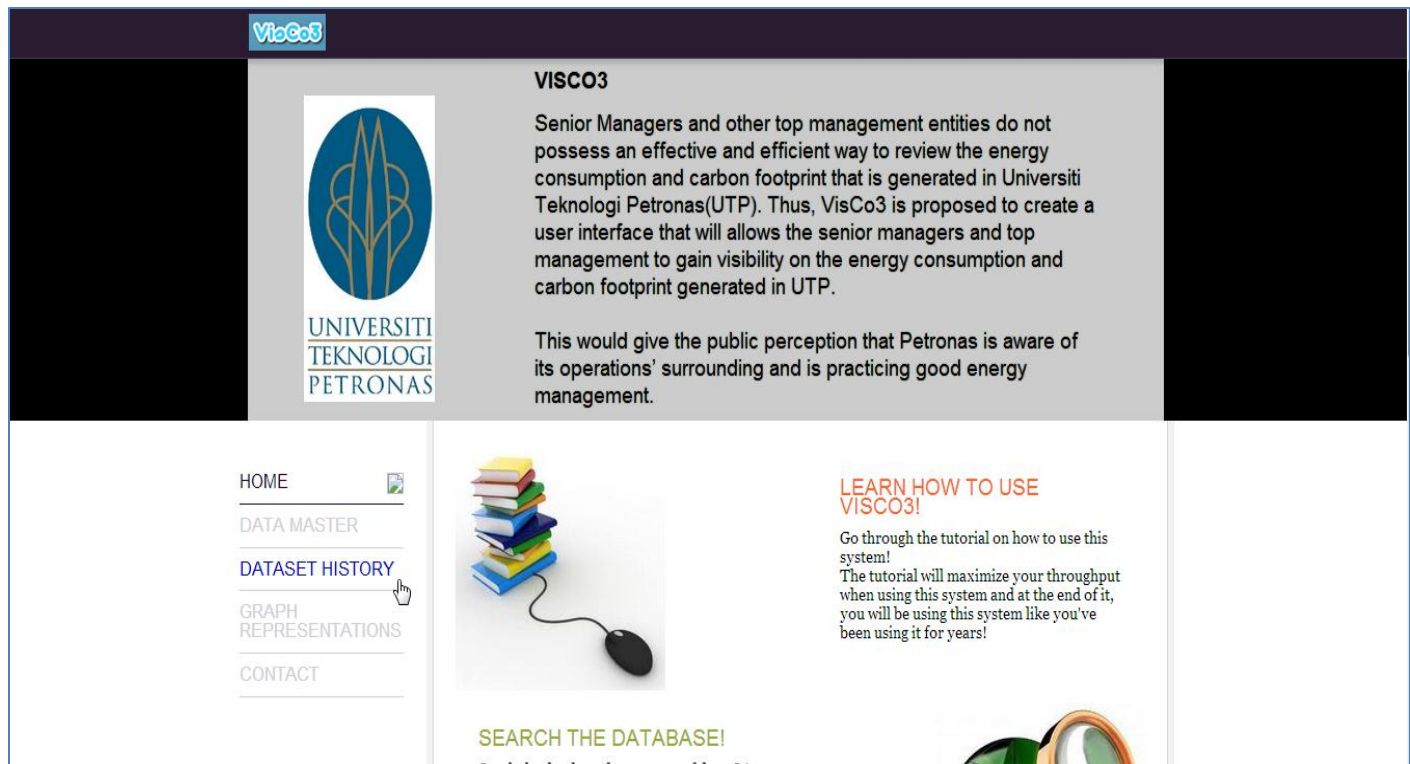 VisCo3
VISCO3
Senior Managers and other top management entities do not
possess an effective and efficient way to review the energy
consumption and carbon footprint that is generated in Universiti
Teknologi Petronas(UTP). Thus, VisCo3 is proposed to create a
user interface that will allows the senior managers and top
management to gain visibility on the energy consumption and
carbon footprint generated in UTP.
This would give the public perception that Petronas is aware of
its operations’ surrounding and is practicing good energy
management.
UNIVERSITI
TEKNOLOGI
PETRONAS
HOME
DATA MASTER
DATASET HISTORY
GRAPH
REPRESENTATIONS
CONTACT
LEARN HOW TO USE
VISCO3!
Go through the tutorial on how to use this
system!
The tutorial will maximize your throughput
when using this system and at the end of it,
you will be using this system like you've
been using it for years!
SEARCH THE DATABASE!